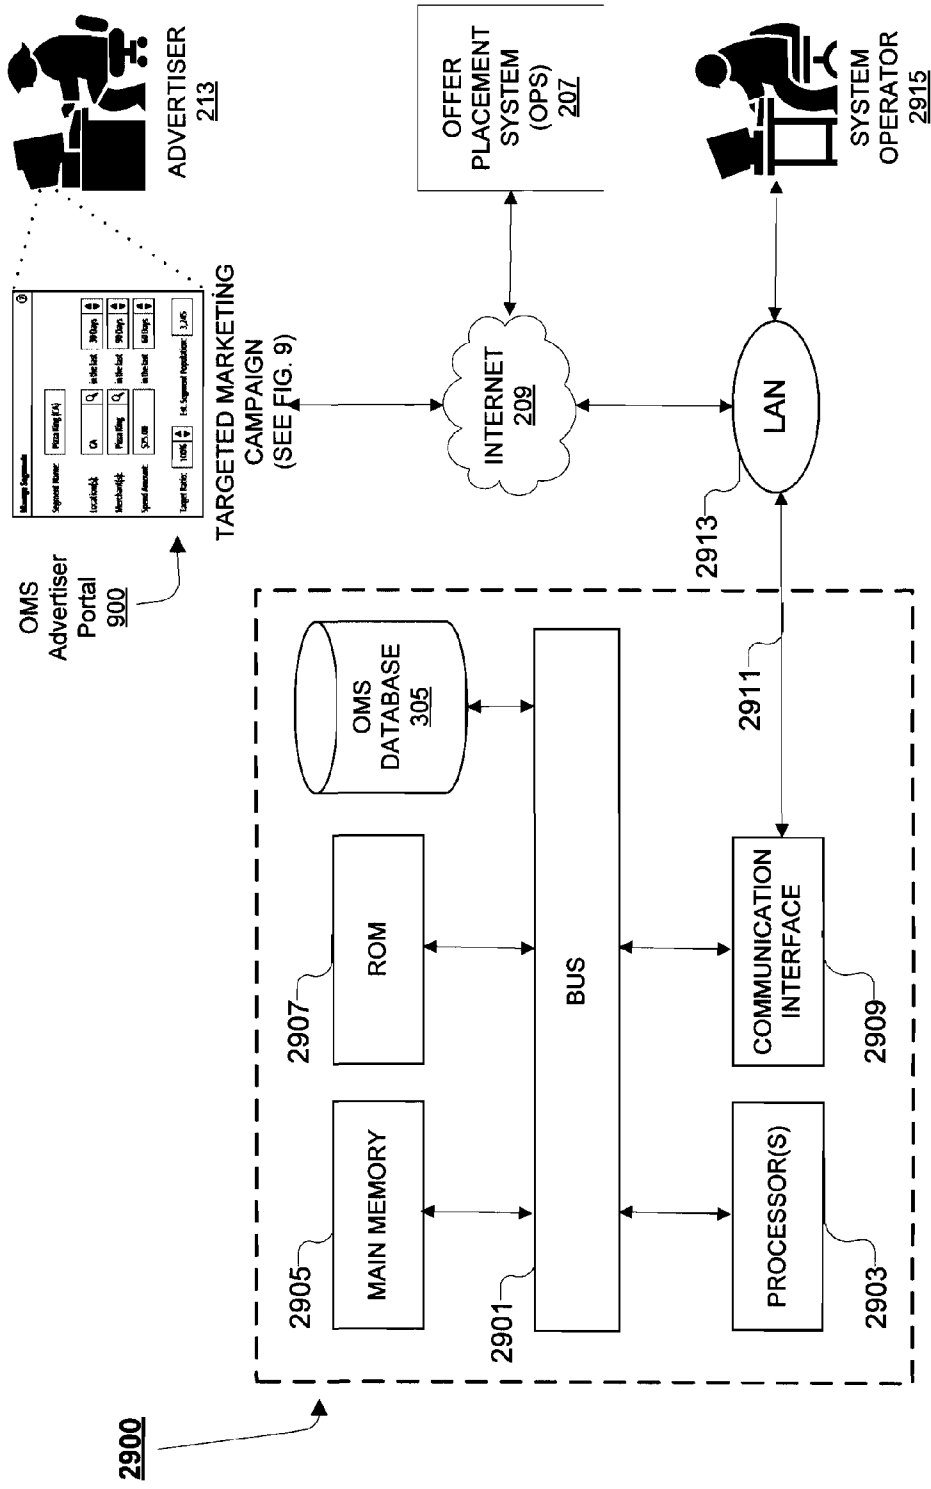 2900
2905
MAIN MEMORY
2907
ROM
OMS
DATABASE
305
2901
BUS
PROCESSOR(S)
2903
COMMUNICATION
INTERFACE
2909
2911
2913
LAN
INTERNET
209
OMS
Advertiser
Portal
900
Manage Segments
Segment Name: Pizza King (CA)
Location(s): CA in the last 30 Days
Merchant(s): Pizza King in the last 90 Days
Spend Amount: $25.00 in the last 60 Days
Target Ratio: 100% Est. Segment Population: 3,245
TARGETED MARKETING
CAMPAIGN
(SEE FIG. 9)
ADVERTISER
213
OFFER
PLACEMENT
SYSTEM
(OPS)
207
SYSTEM
OPERATOR
2915